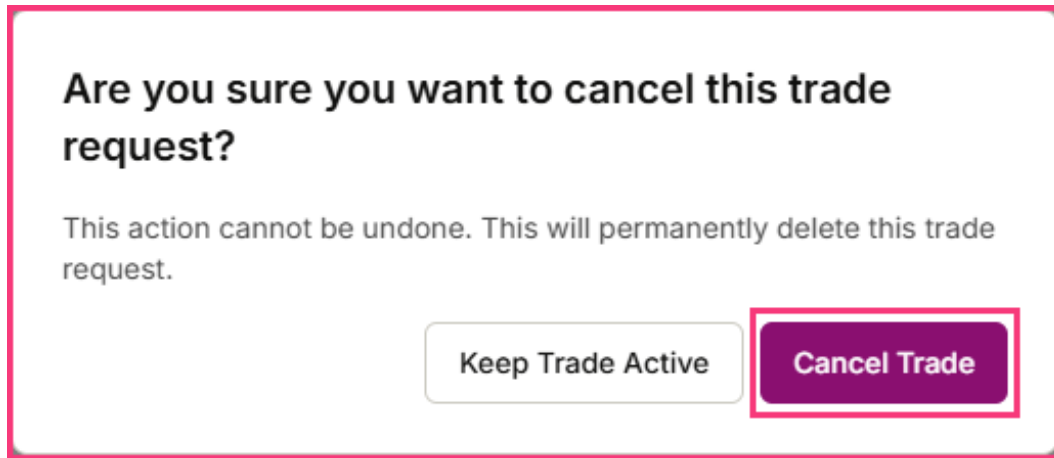 Are you sure you want to cancel this trade
request?
This action cannot be undone. This will permanently delete this trade
request.
Keep Trade Active
Cancel Trade